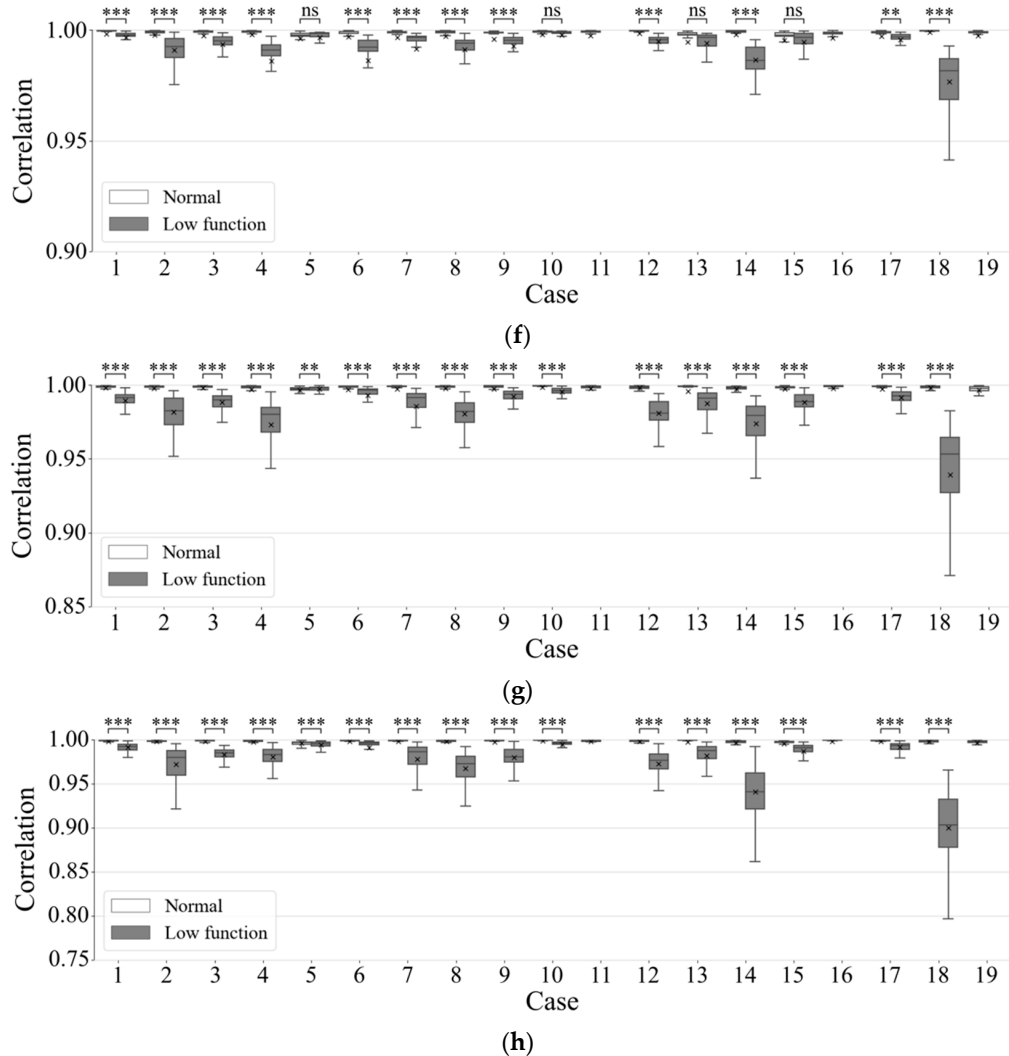 *** *** *** *** ns *** *** *** *** ns *** ns *** ns ** ***
1.00
0.95
0.90
Correlation
Normal
Low function
1 2 3 4 5 6 7 8 9 10 11 12 13 14 15 16 17 18 19
Case
(f)
*** *** *** *** ** *** *** *** *** *** *** *** *** *** *** ***
1.00
0.95
0.90
0.85
Correlation
Normal
Low function
1 2 3 4 5 6 7 8 9 10 11 12 13 14 15 16 17 18 19
Case
(g)
*** *** *** *** *** *** *** *** *** *** *** *** *** *** *** ***
1.00
0.95
0.90
0.85
0.80
0.75
Correlation
Normal
Low function
1 2 3 4 5 6 7 8 9 10 11 12 13 14 15 16 17 18 19
Case
(h)